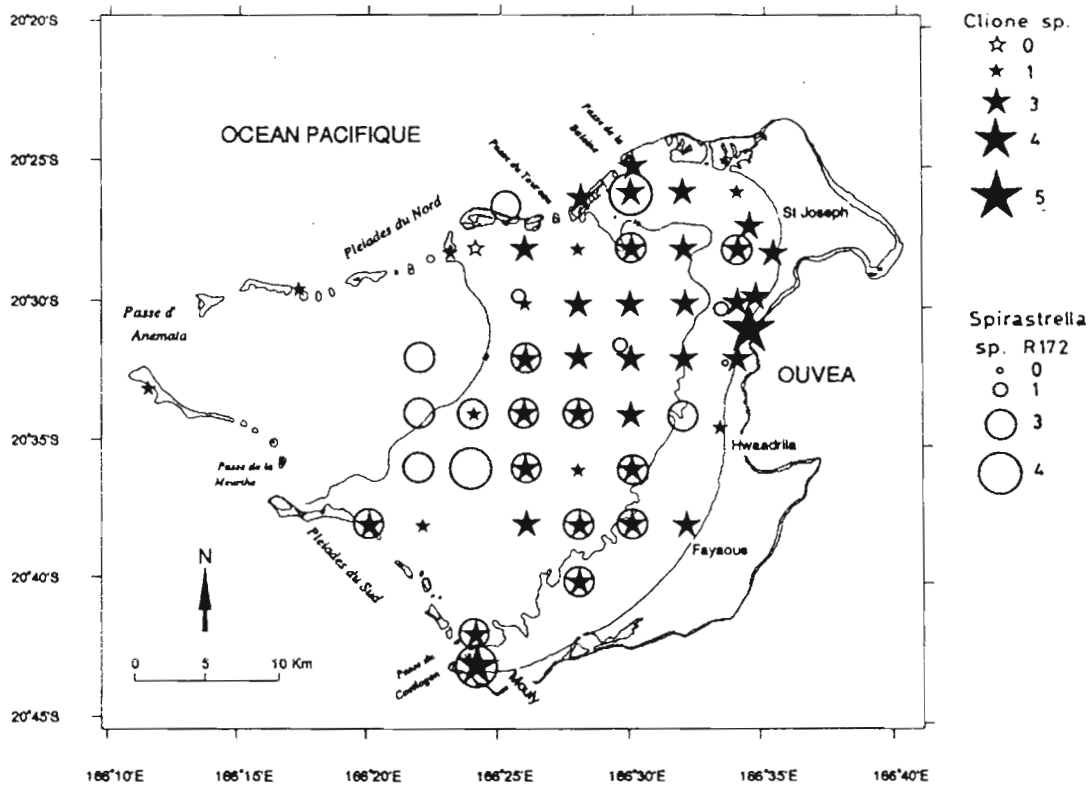 20°20'S
20°25'S
20°30'S
20°35'S
20°40'S
20°45'S
166°10'E
166°15'E
166°20'E
166°25'E
166°30'E
166°35'E
166°40'E
OCEAN PACIFIQUE
Passe de la
Baleine
Passe du Taureau
Pleiades du Nord
St Joseph
Passe d'
Anemata
OUVEA
Hwaadrila
Passe de la
Meurthe
Pleiades du Sud
Fayaoue
N
0 5 10 Km
Passe du
Coetlogon
Mouly
Clione sp.
0
1
3
4
5
Spirastrella
sp. R172
0
1
3
4